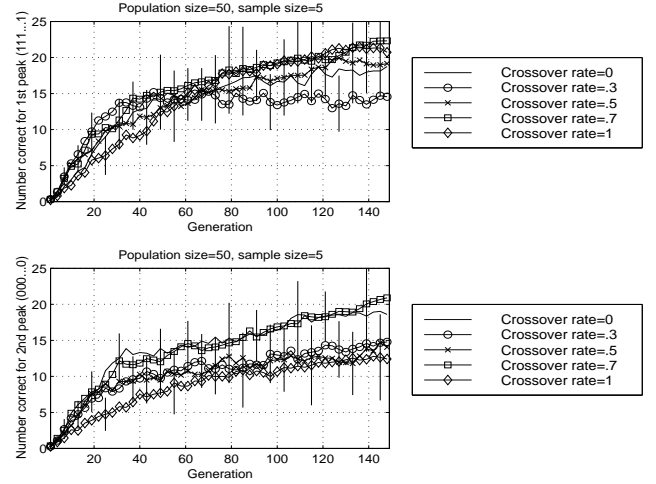 Population size=50, sample size=5
Number correct for 1st peak (111...1)
25
20
15
10
5
0
20 40 60 80 100 120 140
Generation
Crossover rate=0
Crossover rate=.3
Crossover rate=.5
Crossover rate=.7
Crossover rate=1
Population size=50, sample size=5
Number correct for 2nd peak (000...0)
25
20
15
10
5
0
20 40 60 80 100 120 140
Generation
Crossover rate=0
Crossover rate=.3
Crossover rate=.5
Crossover rate=.7
Crossover rate=1